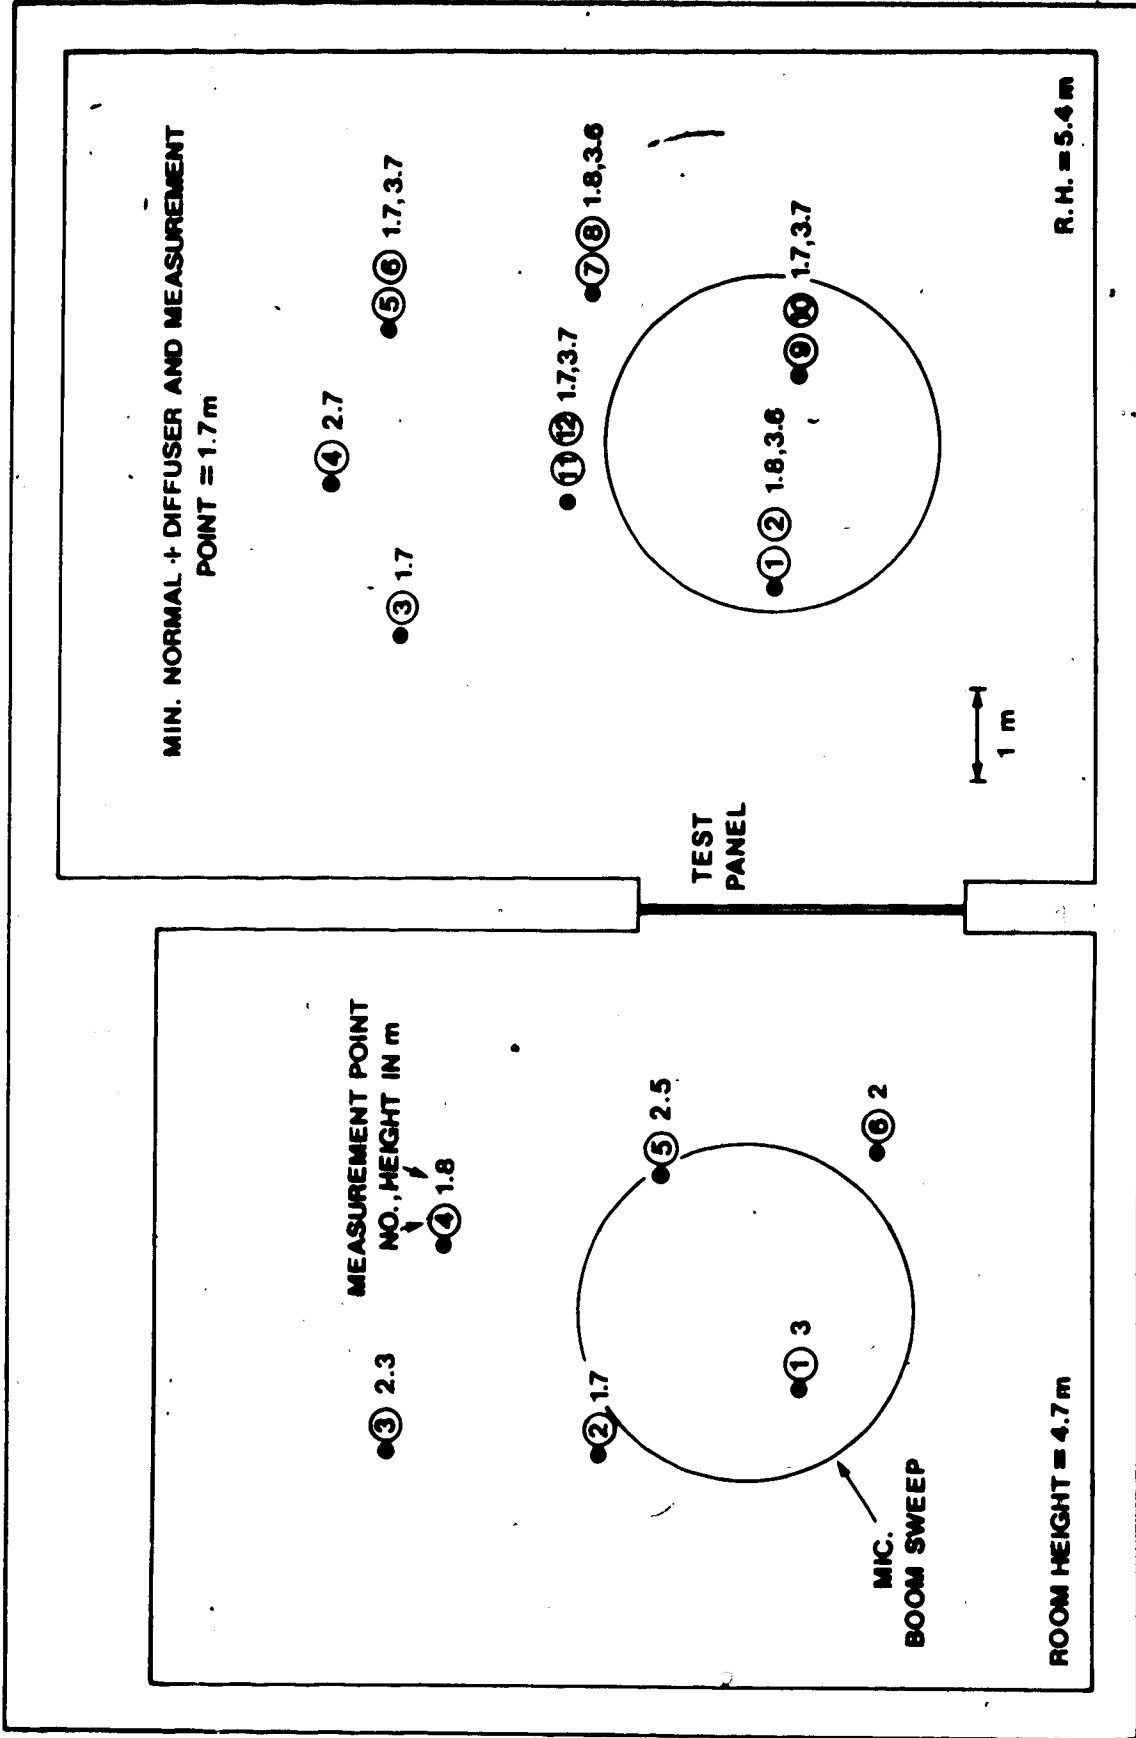 MEASUREMENT POINT
NO., HEIGHT IN m
3 2.3
4 1.8
2 1.7
5 2.5
1 3
6 2
MIC.
BOOM SWEEP
ROOM HEIGHT = 4.7m
TEST
PANEL
MIN. NORMAL + DIFFUSER AND MEASUREMENT
POINT = 1.7m
4 2.7
3 1.7
5 6 1.7,3.7
11 12 1.7,3.7
7 8 1.8,3.6
1 2 1.8,3.6
9 10 1.7,3.7
1 m
R.H. = 5.4m